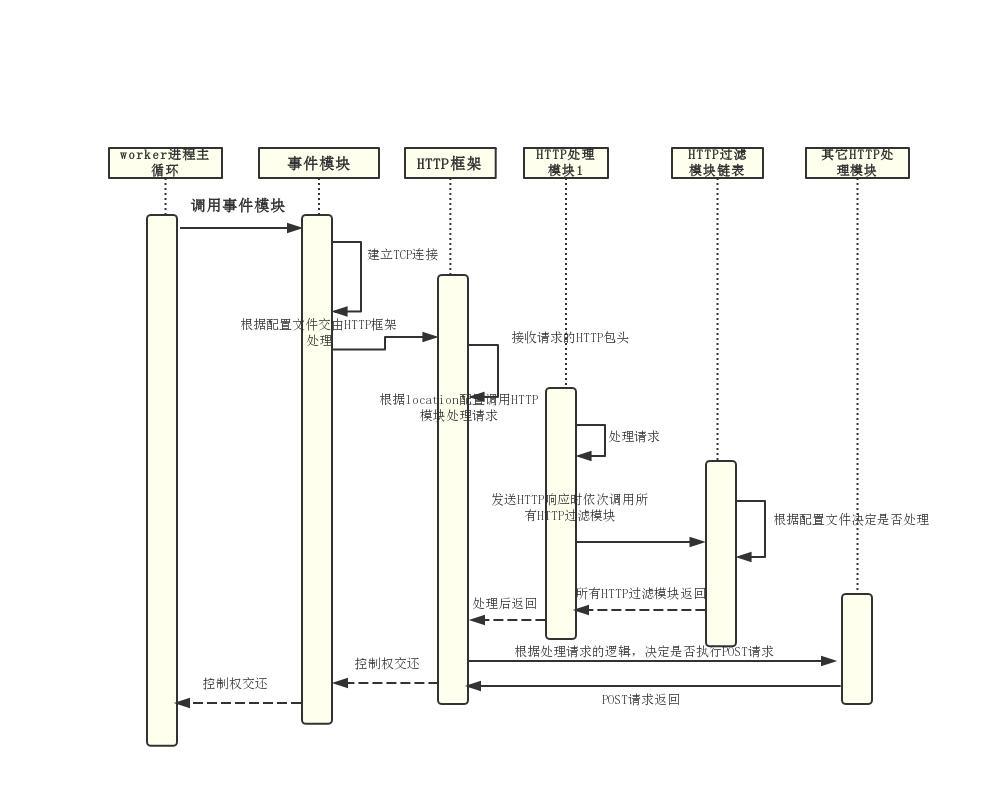 worker进程主
循环
事件模块
HTTP框架
HTTP处理
模块1
HTTP过滤
模块链表
其它HTTP处
理模块
调用事件模块
建立TCP连接
根据配置文件交由HTTP框架
处理
接收请求的HTTP包头
根据location配置调用HTTP
模块处理请求
处理请求
发送HTTP响应时依次调用所
有HTTP过滤模块
根据配置文件决定是否处理
所有HTTP过滤模块返回
处理后返回
根据处理请求的逻辑，决定是否执行POST请求
控制权交还
控制权交还
POST请求返回